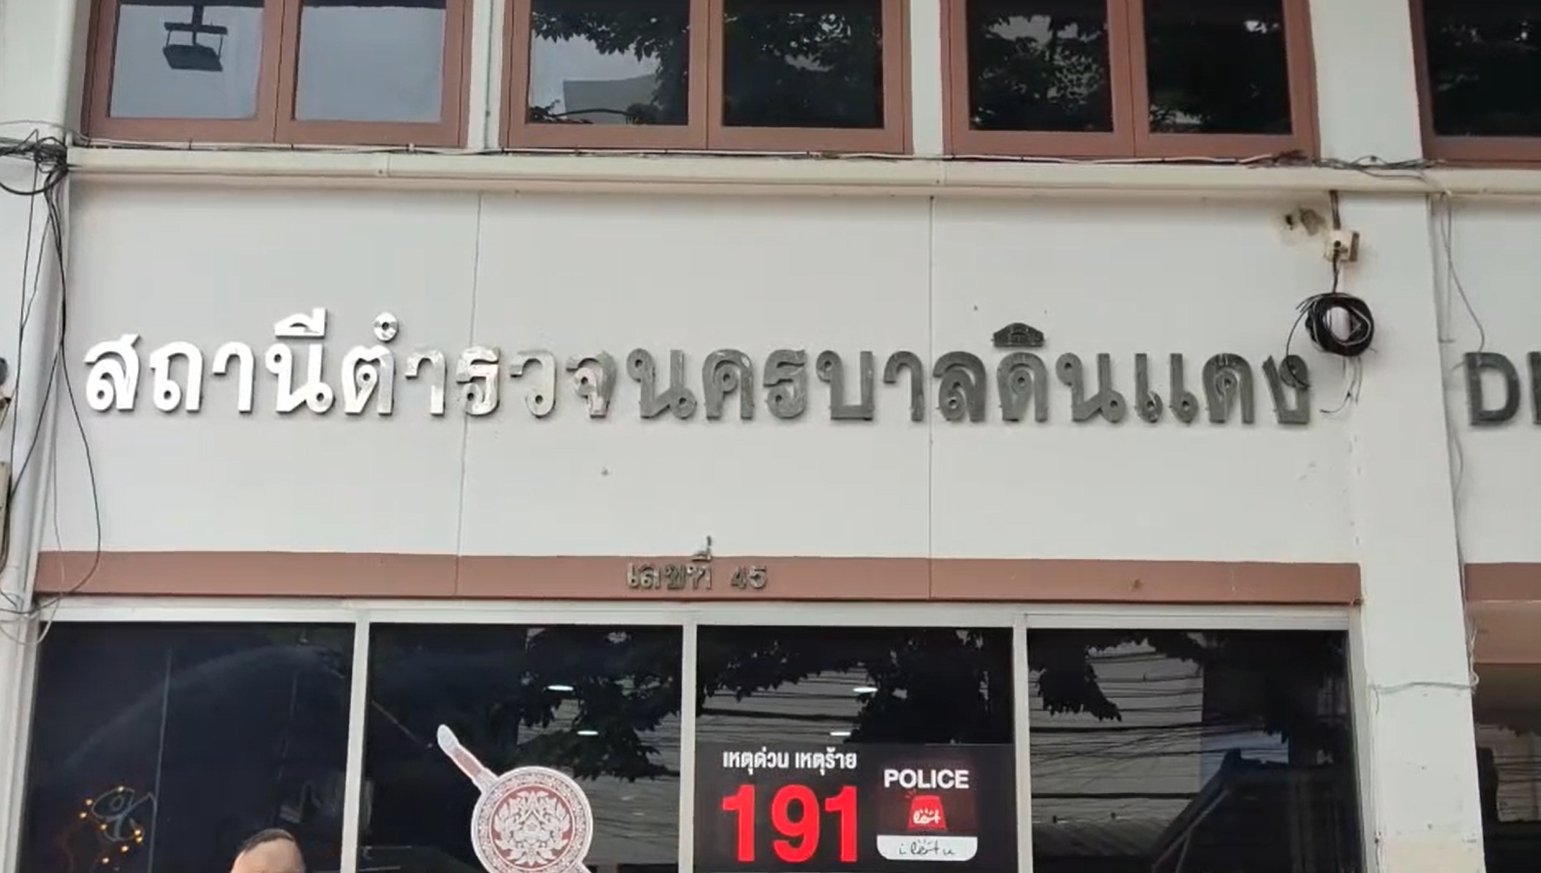 สถานีตำรวจนครบาลดินแดง
เลขที่ 45
เหตุด่วน เหตุร้าย
191
POLICE